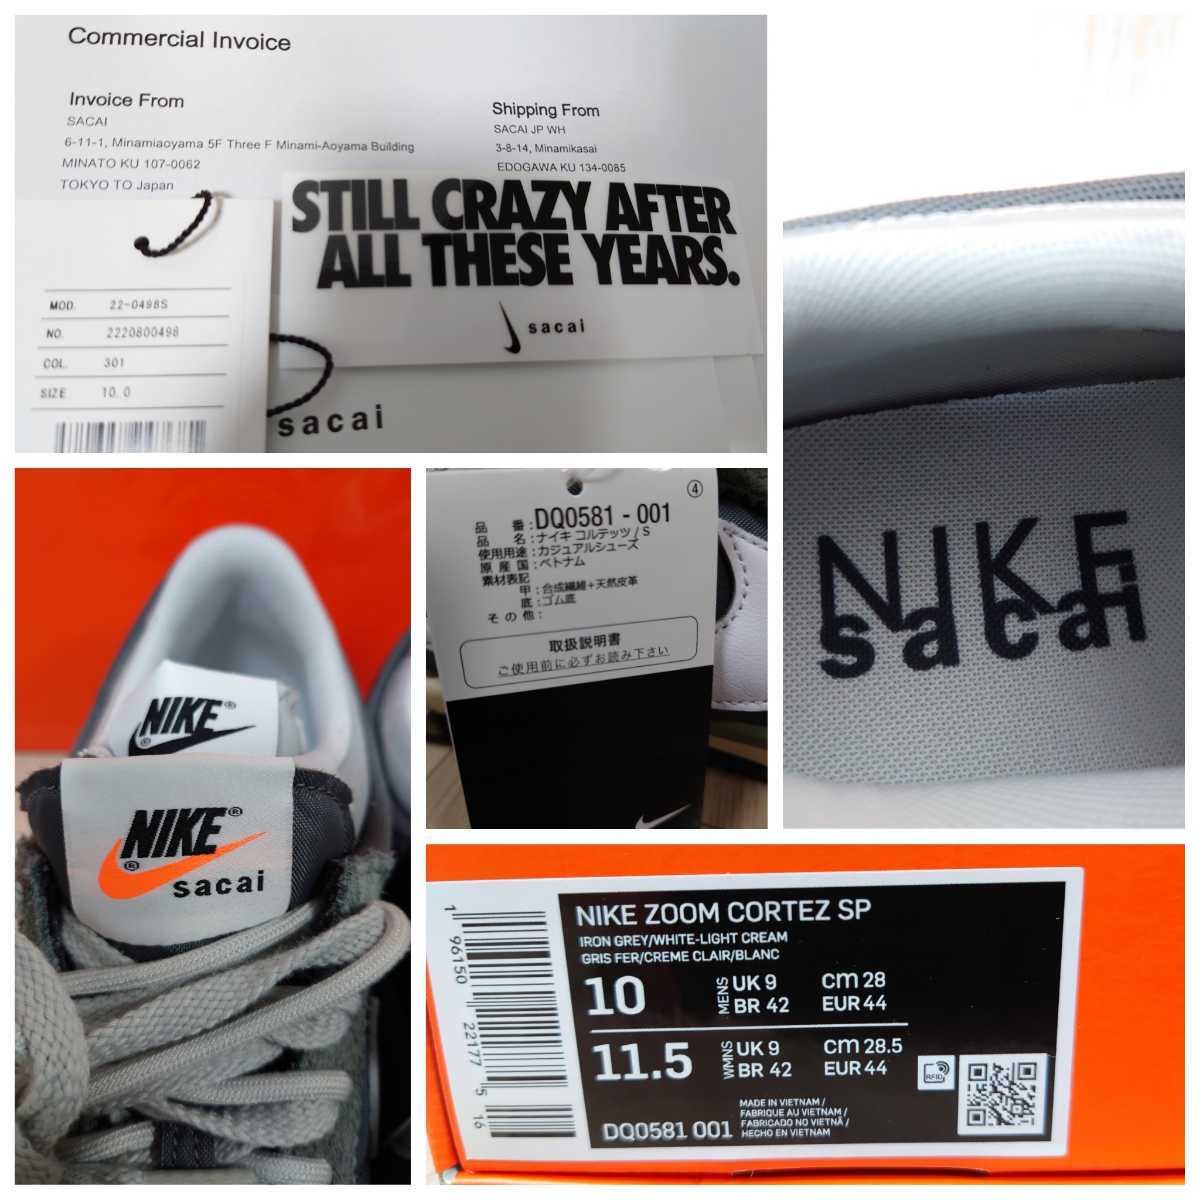 Commercial Invoice
Invoice From
SACAI
6-11-1, Minamiaoyama 5F Three F Minami-Aoyama Building
MINATO KU 107-0062
TOKYO TO Japan
Shipping From
SACAI JP WH
3-8-14, Minamikasai
EDOGAWA KU 134-0085
STILL CRAZY AFTER
ALL THESE YEARS.
sacai
MOD. 22-0498S
NO. 2220800498
COL. 301
SIZE 10.0
sacai
NIKE
sacai
NIKE®
®
NIKE®
®
sacai
④
品 番:DQ0581-001
品 名:ナイキ コルテッツ/S
使用用途:カジュアルシューズ
原産国:ベトナム
素材表記
甲:合成繊維+天然皮革
底:ゴム底
その他:
取扱説明書
ご使用前に必ずお読み下さい
NIKE ZOOM CORTEZ SP
IRON GREY/WHITE-LIGHT CREAM
GRIS FER/CREME CLAIR/BLANC
10 MENS UK 9 BR 42 cm 28 EUR 44
11.5 WMNS UK 9 BR 42 cm 28.5 EUR 44
RFID
DQ0581 001
MADE IN VIETNAM /
FABRIQUE AU VIETNAM /
FABRICADO NO VIETNÃ /
HECHO EN VIETNAM
1 96150 22177 5 16